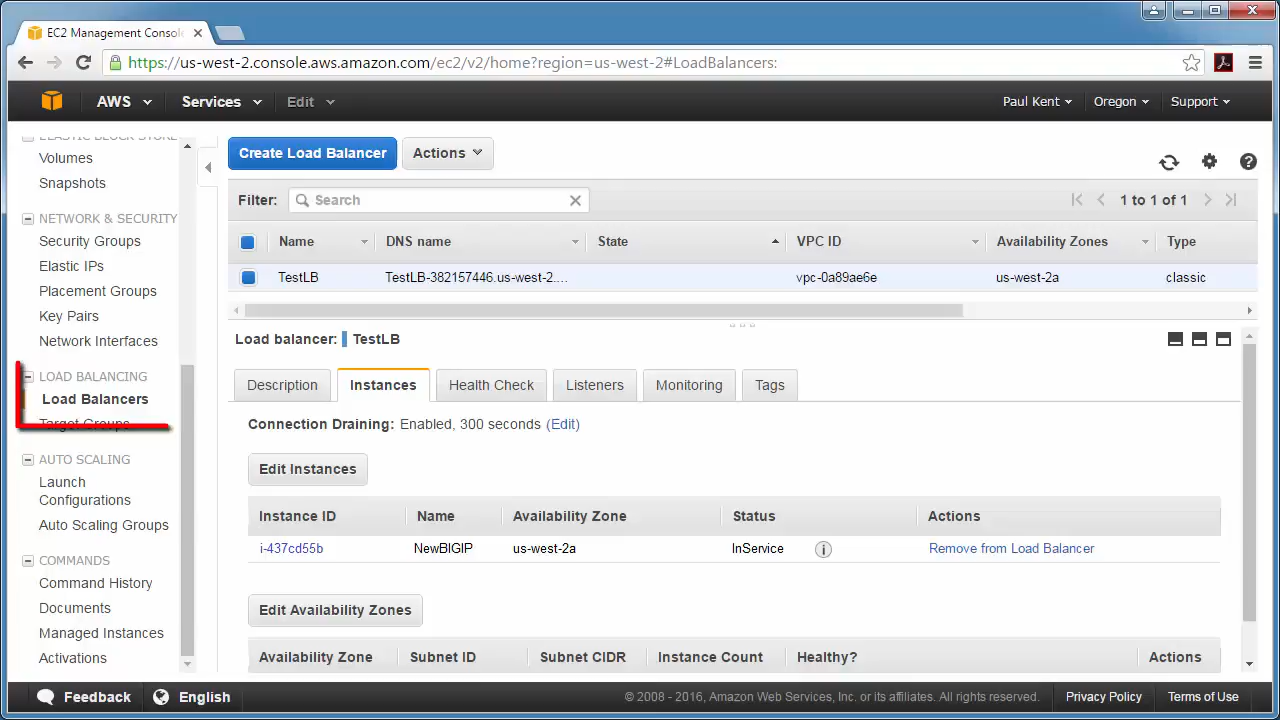 EC2 Management Consol
https://us-west-2.console.aws.amazon.com/ec2/v2/home?region=us-west-2#LoadBalancers:
AWS Services Edit Paul Kent Oregon Support
ELASTIC BLOCK STORE
Volumes
Snapshots
NETWORK & SECURITY
Security Groups
Elastic IPs
Placement Groups
Key Pairs
Network Interfaces
LOAD BALANCING
Load Balancers
Target Groups
AUTO SCALING
Launch
Configurations
Auto Scaling Groups
COMMANDS
Command History
Documents
Managed Instances
Activations
Create Load Balancer Actions
Filter: Search 1 to 1 of 1
Name DNS name State VPC ID Availability Zones Type
TestLB TestLB-382157446.us-west-2.... vpc-0a89ae6e us-west-2a classic
Load balancer: TestLB
Description Instances Health Check Listeners Monitoring Tags
Connection Draining: Enabled, 300 seconds (Edit)
Edit Instances
Instance ID Name Availability Zone Status Actions
i-437cd55b NewBIGIP us-west-2a InService i Remove from Load Balancer
Edit Availability Zones
Availability Zone Subnet ID Subnet CIDR Instance Count Healthy? Actions
Feedback English © 2008 - 2016, Amazon Web Services, Inc. or its affiliates. All rights reserved. Privacy Policy Terms of Use